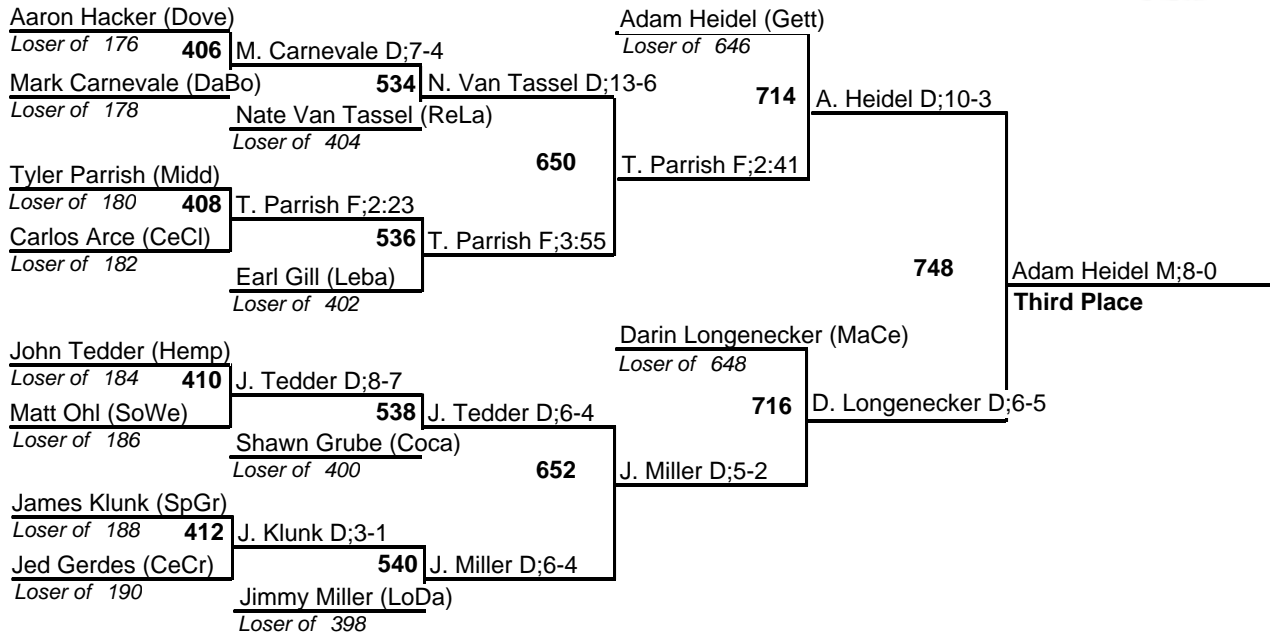 Aaron Hacker (Dove)
Loser of 176
406
M. Carnevale D;7-4
Mark Carnevale (DaBo)
Loser of 178
534
N. Van Tassel D;13-6
Nate Van Tassel (ReLa)
Loser of 404
Tyler Parrish (Midd)
Loser of 180
408
T. Parrish F;2:23
Carlos Arce (CeCl)
Loser of 182
536
T. Parrish F;3:55
Earl Gill (Leba)
Loser of 402
650
T. Parrish F;2:41
Adam Heidel (Gett)
Loser of 646
714
A. Heidel D;10-3
John Tedder (Hemp)
Loser of 184
410
J. Tedder D;8-7
Matt Ohl (SoWe)
Loser of 186
538
J. Tedder D;6-4
Shawn Grube (Coca)
Loser of 400
James Klunk (SpGr)
Loser of 188
412
J. Klunk D;3-1
Jed Gerdes (CeCr)
Loser of 190
540
J. Miller D;6-4
Jimmy Miller (LoDa)
Loser of 398
652
J. Miller D;5-2
Darin Longenecker (MaCe)
Loser of 648
716
D. Longenecker D;6-5
748
Adam Heidel M;8-0
Third Place